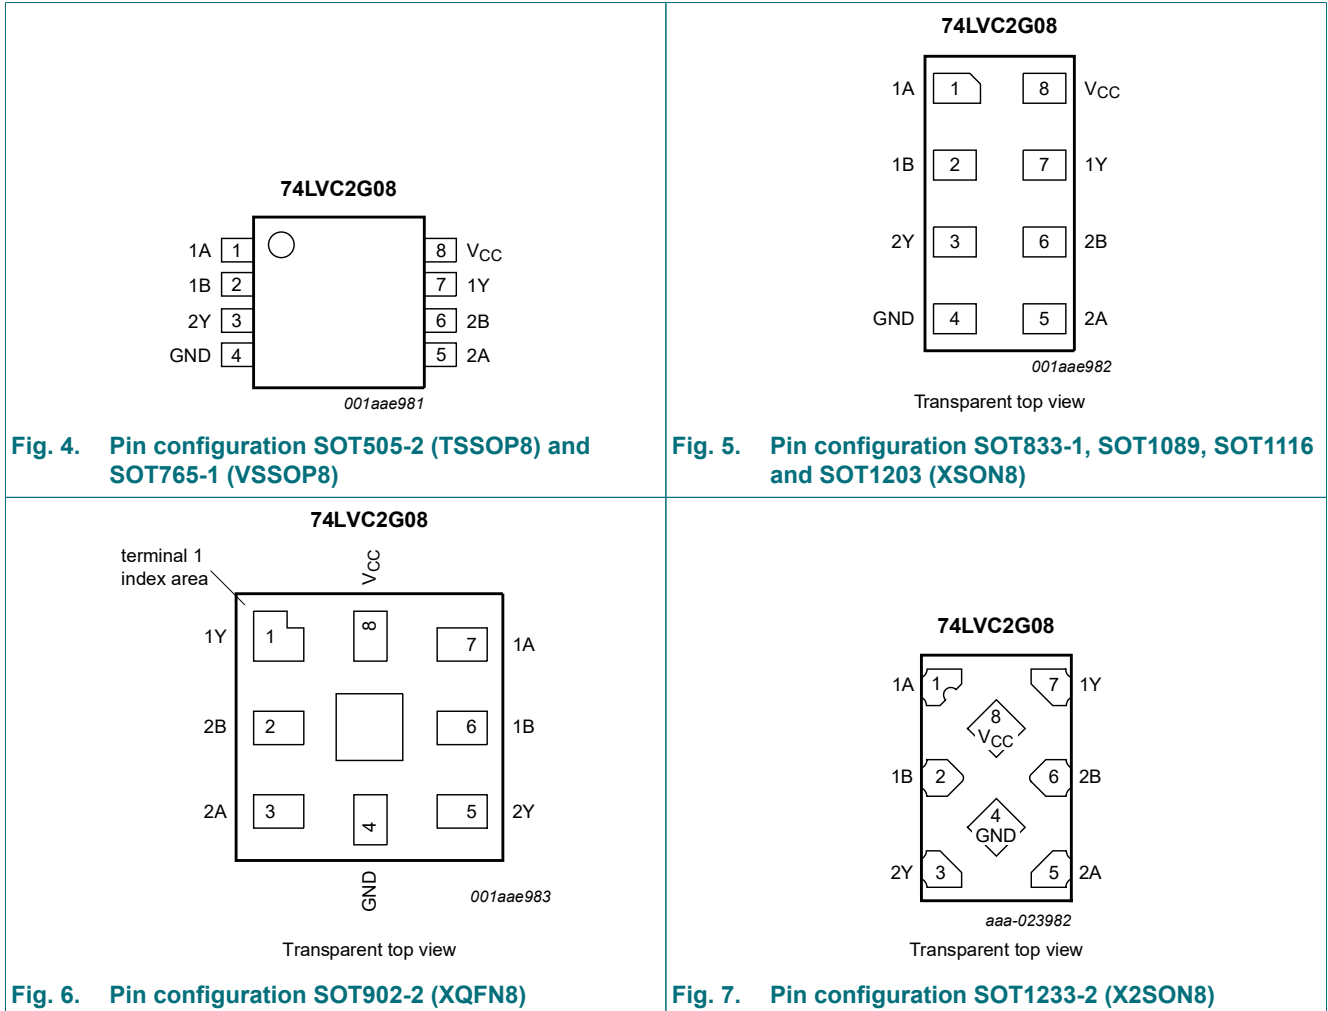 74LVC2G08
1A 1 8 VCC
1B 2 7 1Y
2Y 3 6 2B
GND 4 5 2A
001aae981
Fig. 4. Pin configuration SOT505-2 (TSSOP8) and
SOT765-1 (VSSOP8)
74LVC2G08
1A 1 8 VCC
1B 2 7 1Y
2Y 3 6 2B
GND 4 5 2A
001aae982
Transparent top view
Fig. 5. Pin configuration SOT833-1, SOT1089, SOT1116
and SOT1203 (XSON8)
74LVC2G08
terminal 1
index area
VCC
1Y 1 8 7 1A
2B 2 6 1B
2A 3 4 5 2Y
GND
001aae983
Transparent top view
Fig. 6. Pin configuration SOT902-2 (XQFN8)
74LVC2G08
1A 1 7 1Y
8
VCC
1B 2 6 2B
4
GND
2Y 3 5 2A
aaa-023982
Transparent top view
Fig. 7. Pin configuration SOT1233-2 (X2SON8)